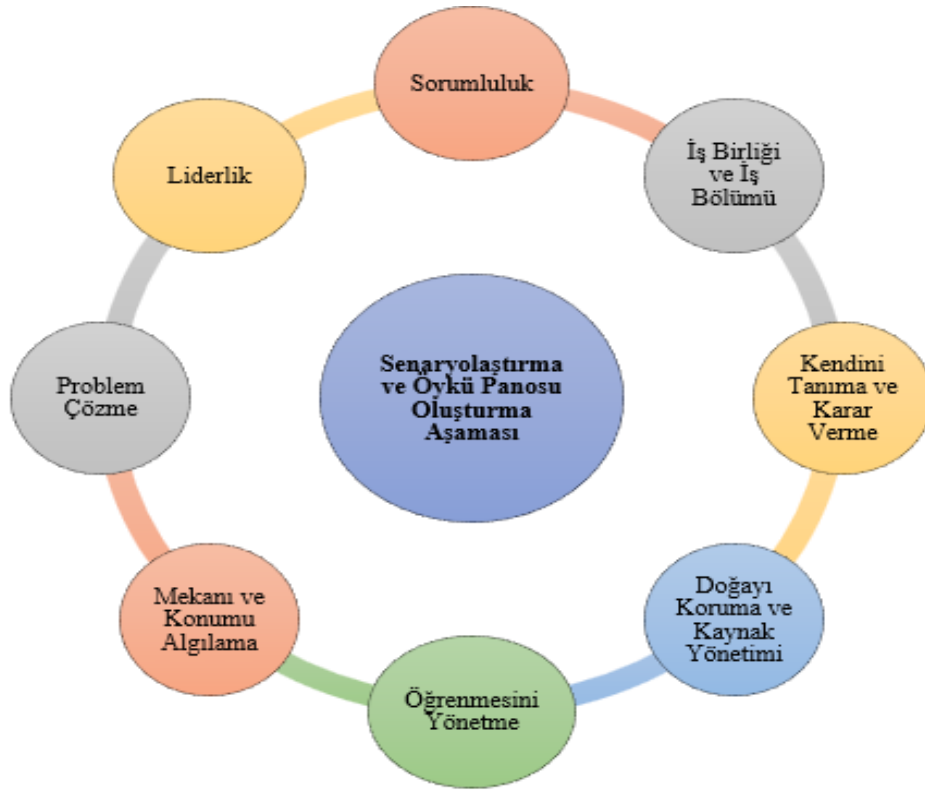 Sorumluluk
İş Birliği
ve İş
Bölümü
Kendini
Tanıma ve
Karar
Verme
Doğayı
Koruma ve
Kaynak
Yönetimi
Öğrenmesini
Yönetme
Mekanı ve
Konumu
Algılama
Problem
Çözme
Liderlik
Senaryolaştırma
ve Öykü Panosu
Oluşturma
Aşaması